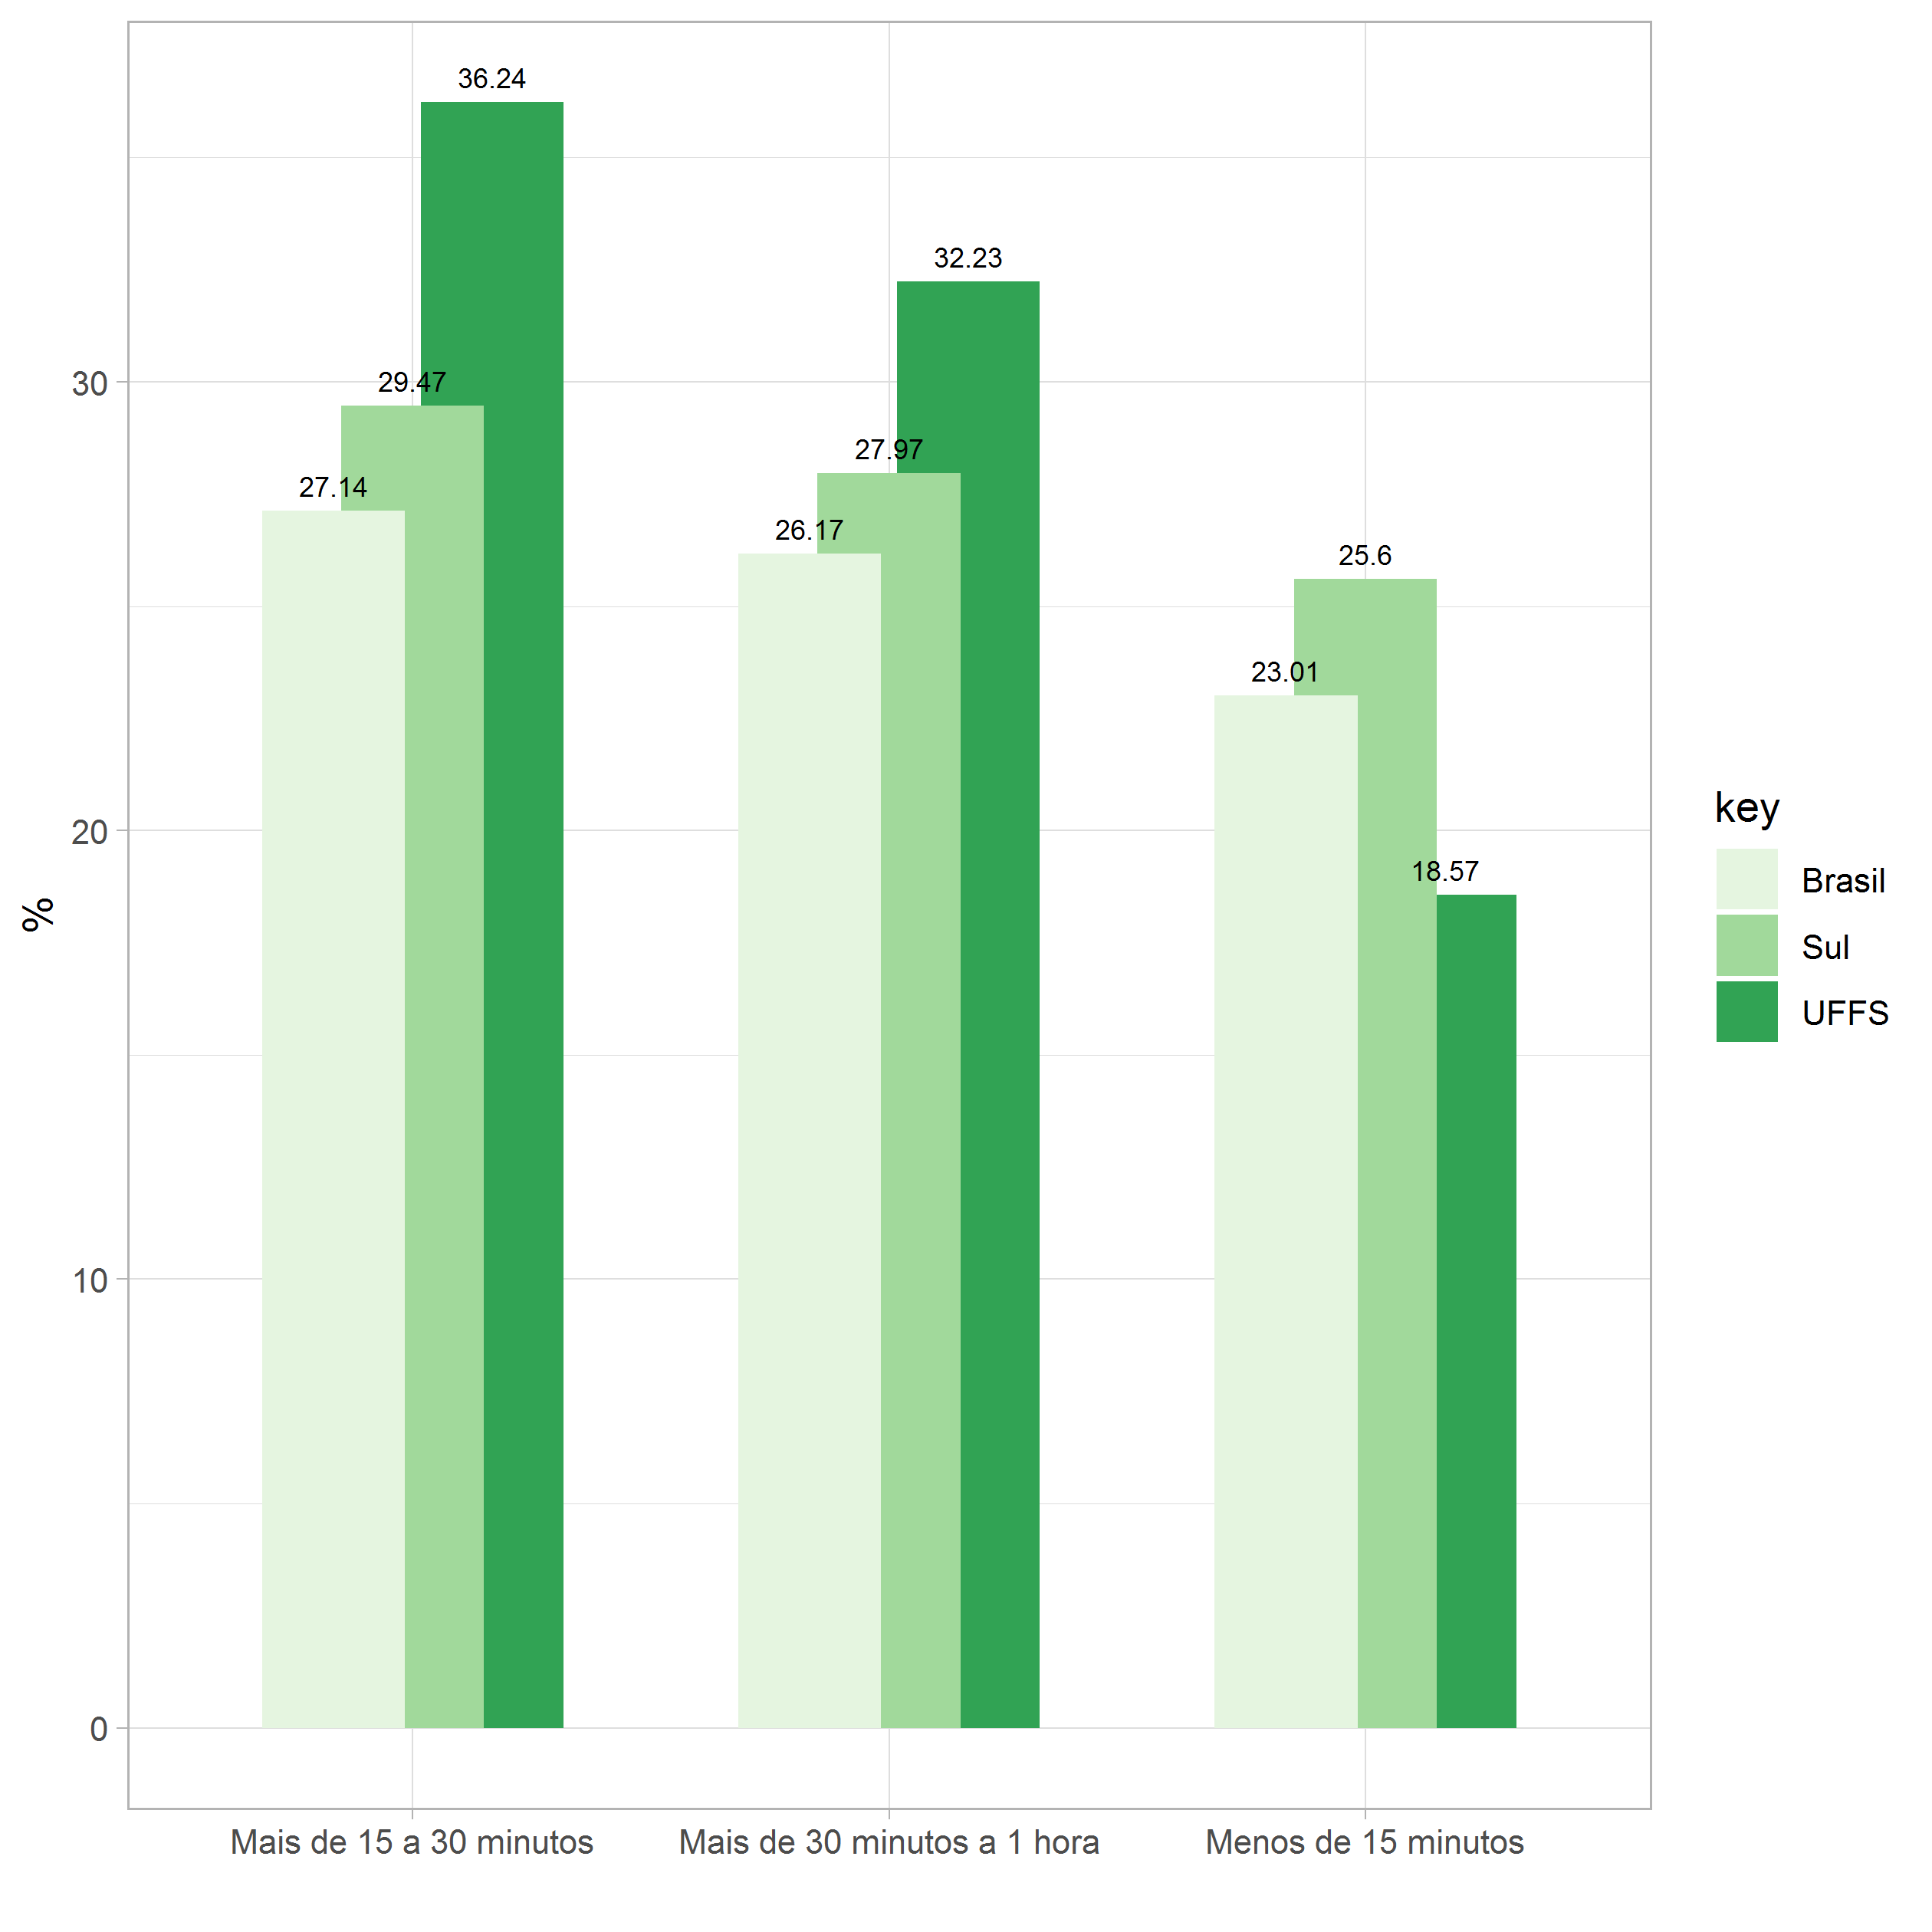 36.24
32.23
29.47
27.97
27.14
26.17
25.6
23.01
18.57
30
20
10
0
%
Mais de 15 a 30 minutos
Mais de 30 minutos a 1 hora
Menos de 15 minutos
key
Brasil
Sul
UFFS